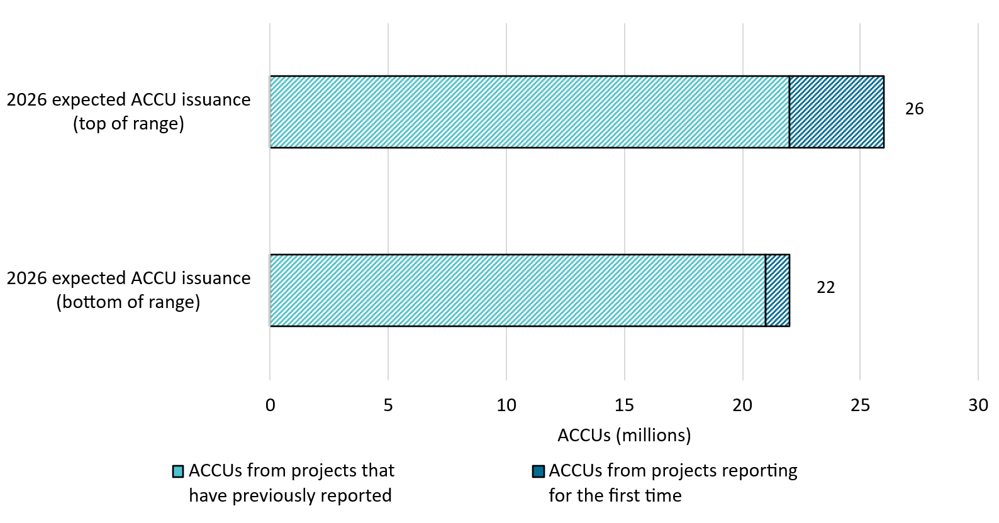 2026 expected ACCU issuance
(top of range)
26
2026 expected ACCU issuance
(bottom of range)
22
0 5 10 15 20 25 30
ACCUs (millions)
ACCUs from projects that
have previously reported
ACCUs from projects reporting
for the first time